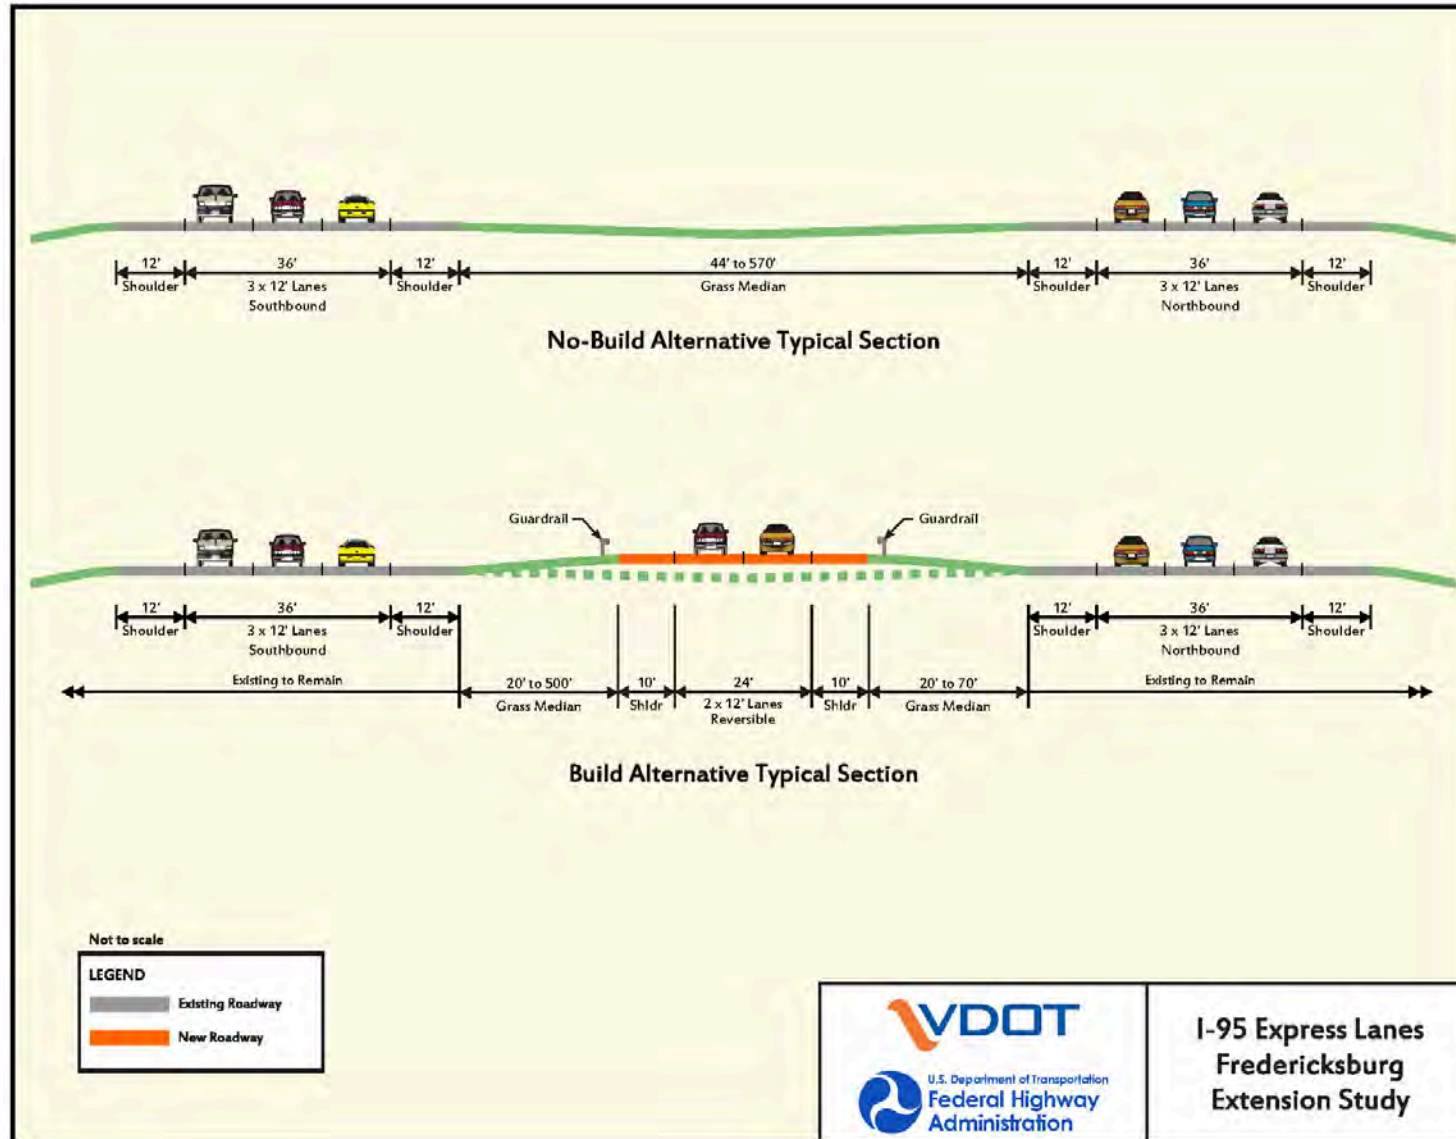 12' 36' 12' 44' to 570' 12' 36' 12'
Shoulder 3 x 12' Lanes Shoulder Grass Median Shoulder 3 x 12' Lanes Shoulder
Southbound Northbound
No-Build Alternative Typical Section
Guardrail Guardrail
12' 36' 12' 12' 36' 12'
Shoulder 3 x 12' Lanes Shoulder Shoulder 3 x 12' Lanes Shoulder
Southbound Northbound
Existing to Remain 20' to 500' 10' 24' 10' 20' to 70' Existing to Remain
Grass Median Shldr 2 x 12' Lanes Shldr Grass Median
Reversible
Build Alternative Typical Section
Not to scale
LEGEND
Existing Roadway
New Roadway
VDOT
U.S. Department of Transportation
Federal Highway
Administration
I-95 Express Lanes
Fredericksburg
Extension Study